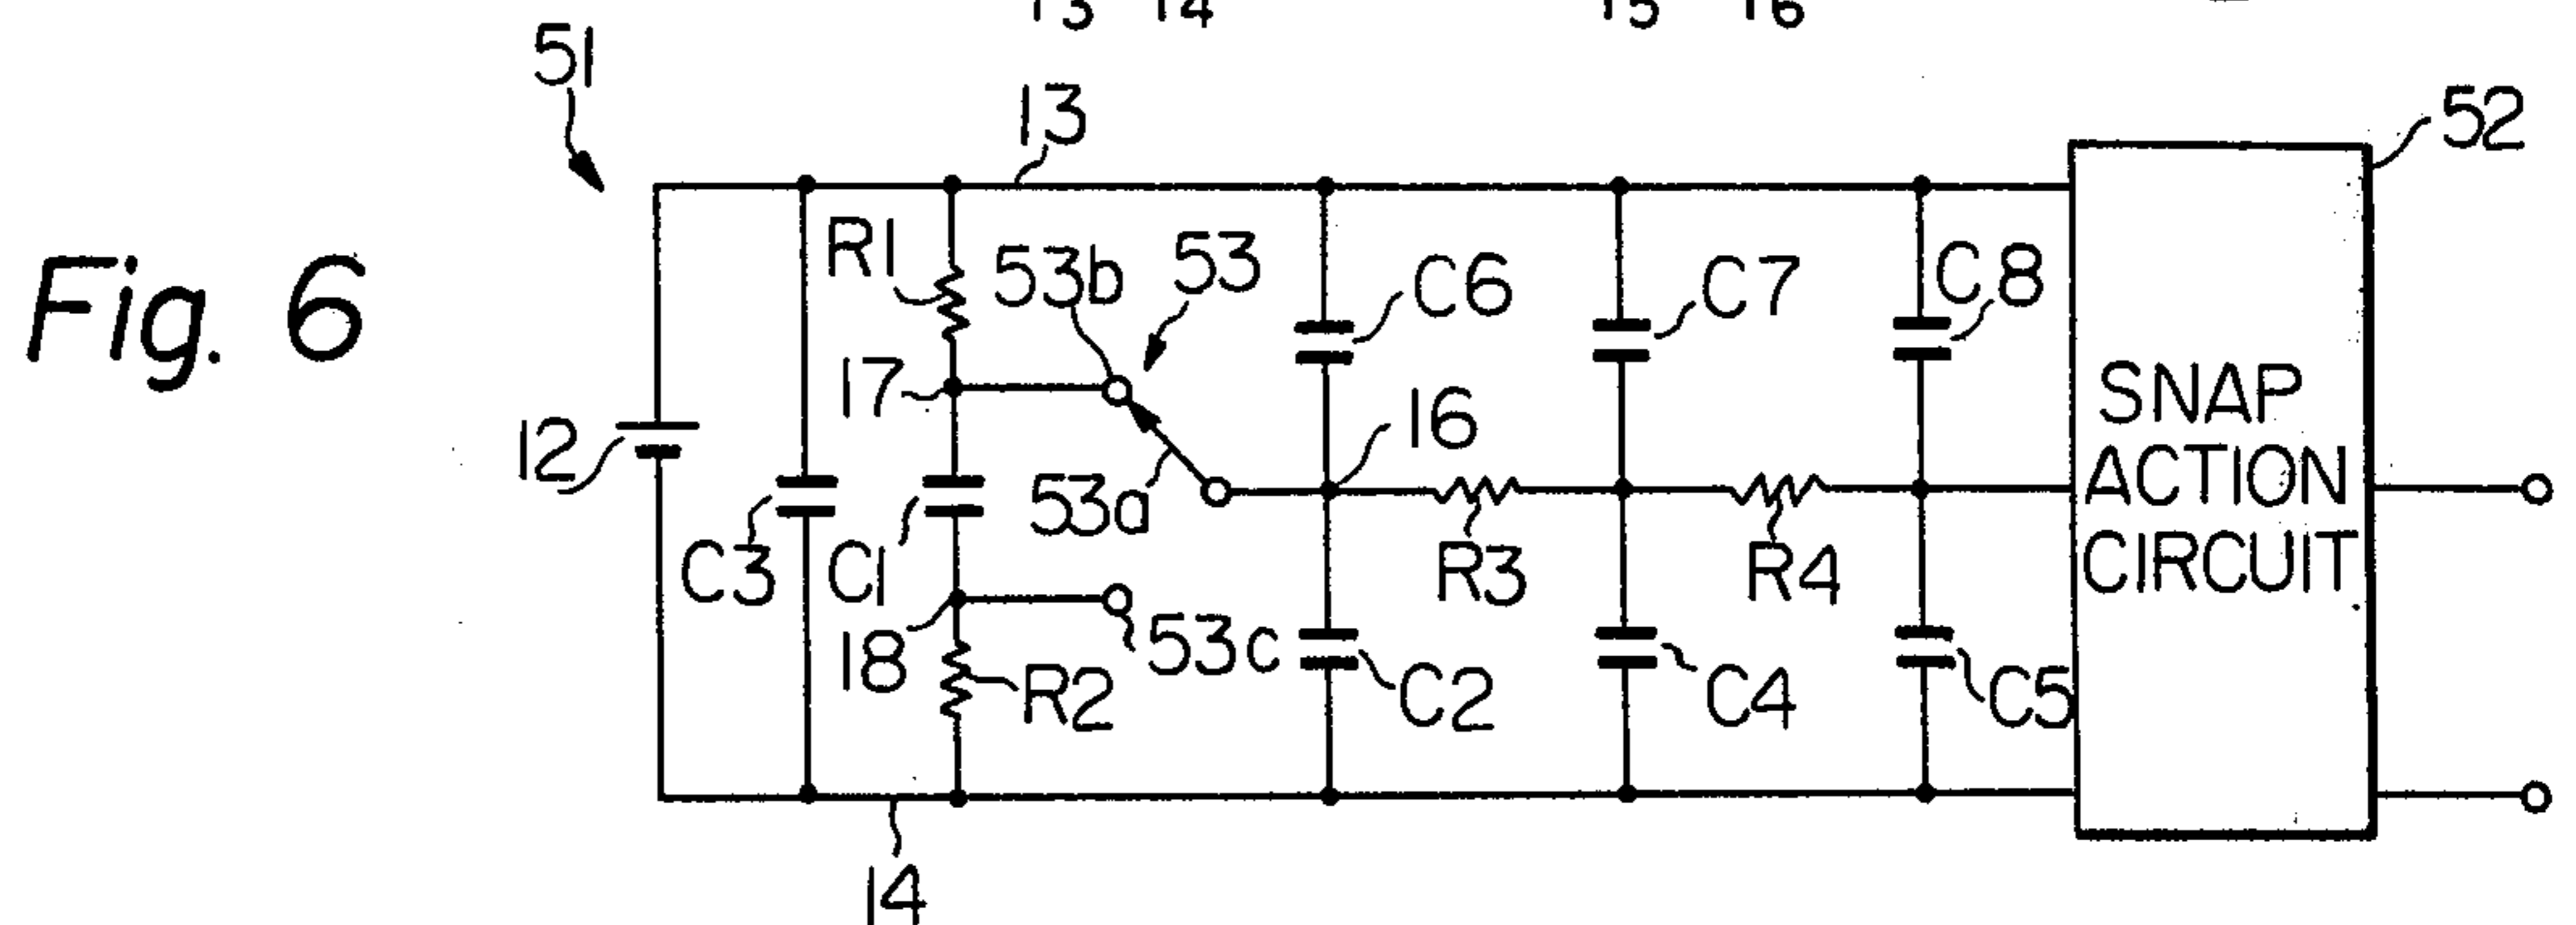 51
13
52
Fig. 6
R1
53b
53
C6
C7
C8
17
16
12
53a
C3
C1
R3
R4
18
53c
R2
C2
C4
C5
14
SNAP
ACTION
CIRCUIT